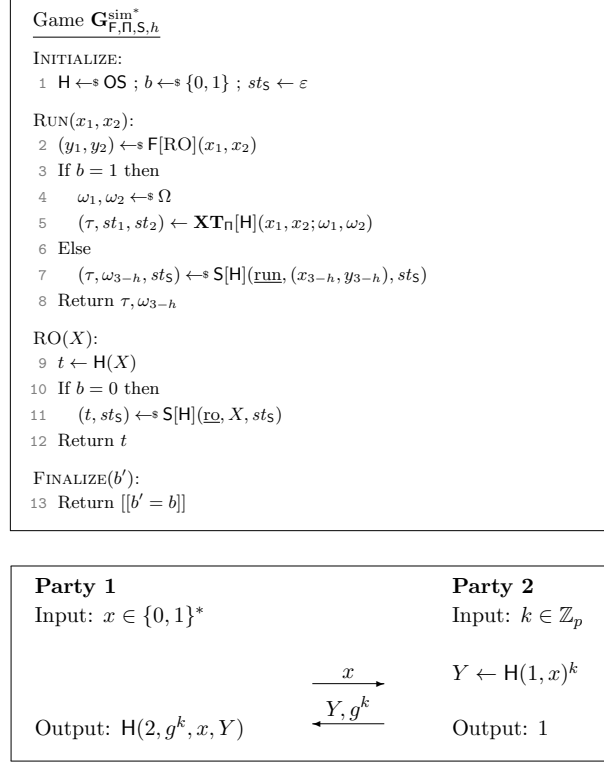 Game G^{sim*}_{F,Π,S,h}
INITIALIZE:
1 H ←$ OS ; b ←$ {0, 1} ; st_S ← ε
RUN(x_1, x_2):
2 (y_1, y_2) ←$ F[RO](x_1, x_2)
3 If b = 1 then
4 ω_1, ω_2 ←$ Ω
5 (τ, st_1, st_2) ← XT_Π[H](x_1, x_2; ω_1, ω_2)
6 Else
7 (τ, ω_{3−h}, st_S) ←$ S[H](run, (x_{3−h}, y_{3−h}), st_S)
8 Return τ, ω_{3−h}
RO(X):
9 t ← H(X)
10 If b = 0 then
11 (t, st_S) ←$ S[H](ro, X, st_S)
12 Return t
FINALIZE(b′):
13 Return [[b′ = b]]
Party 1 Party 2
Input: x ∈ {0, 1}* Input: k ∈ ℤ_p
x Y ← H(1, x)^k
Y, g^k
Output: H(2, g^k, x, Y) Output: 1